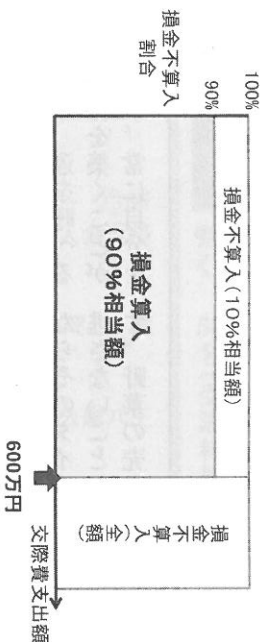 100%
90%
損金不算入
割合
損金不算入(10%相当額)
損金算入
(90%相当額)
損金不算入(全額)
600万円
交際費支出額